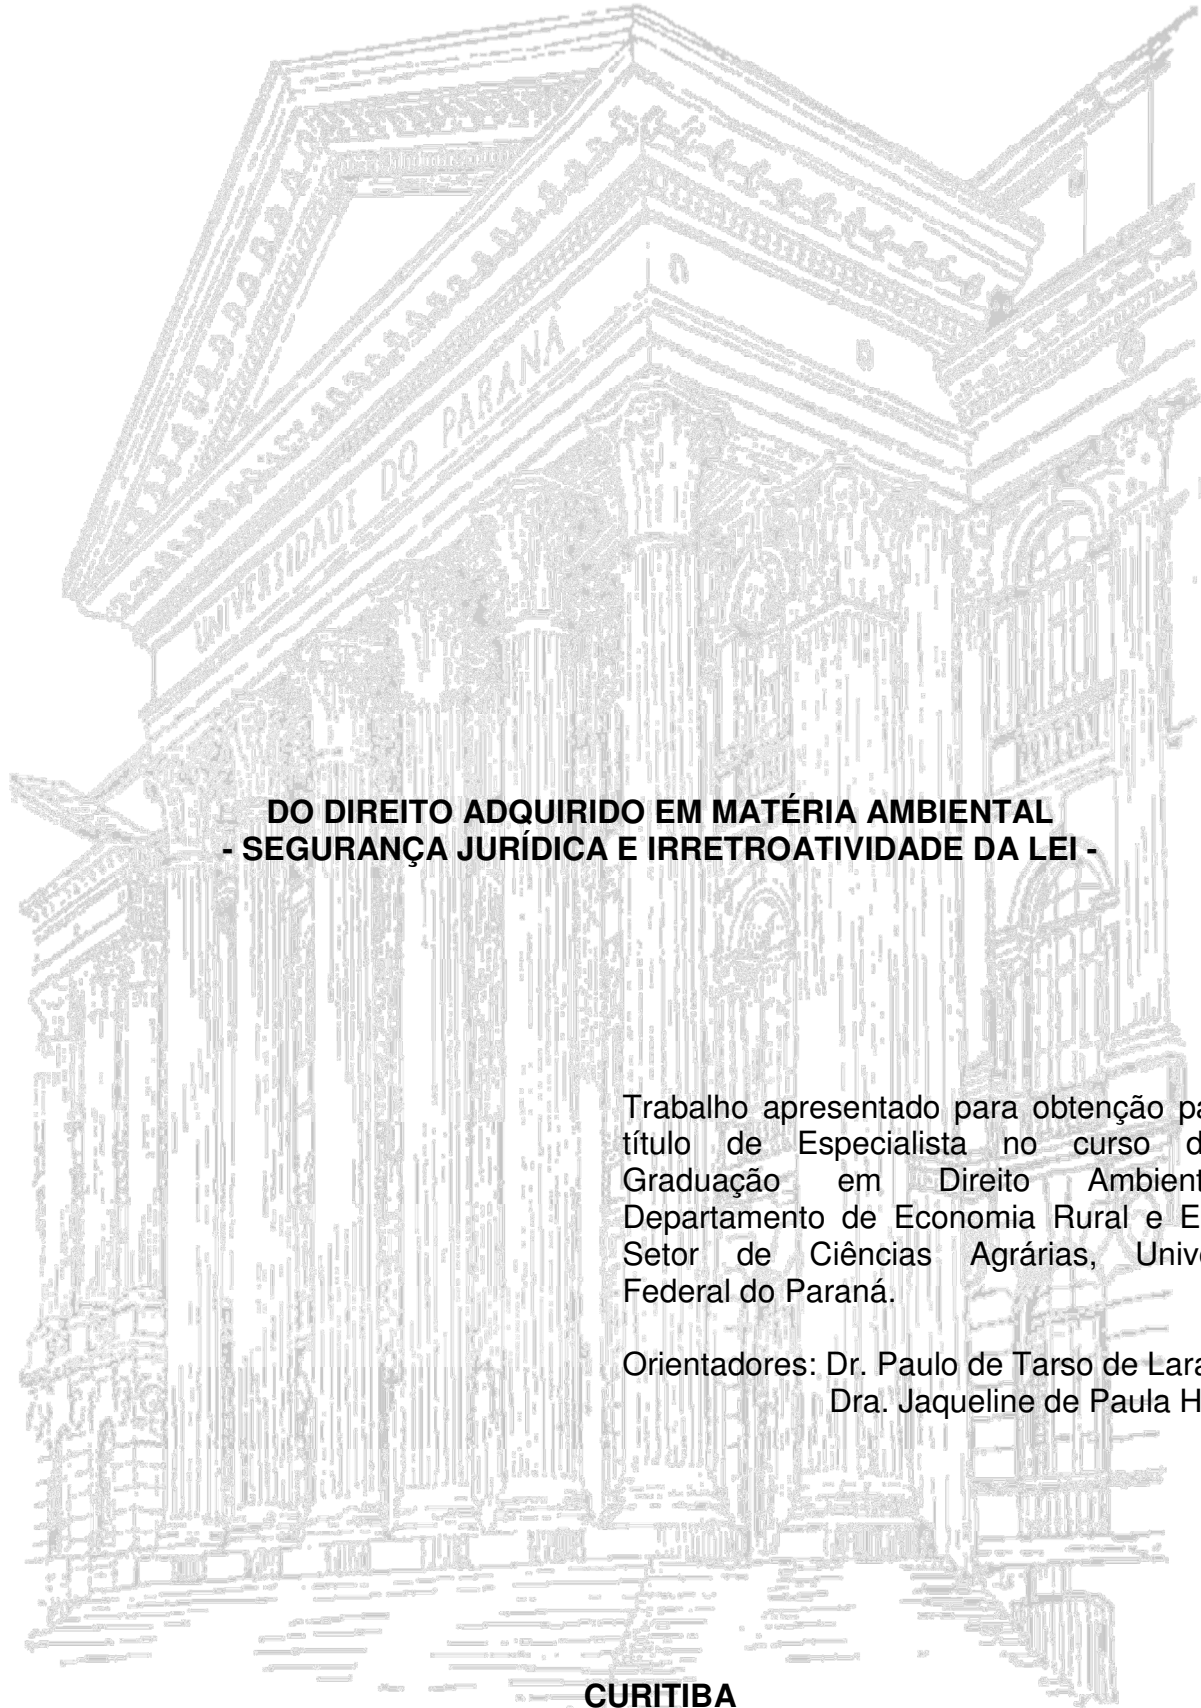 UNIVERSIDADE DO PARANÁ
DO DIREITO ADQUIRIDO EM MATÉRIA AMBIENTAL
- SEGURANÇA JURÍDICA E IRRETROATIVIDADE DA LEI -
Trabalho apresentado para obtenção
título de Especialista no curso
Graduação em Direito
Departamento de Economia Rural e
Setor de Ciências Agrárias,
Federal do Paraná.
Orientadores: Dr. Paulo de Tarso de Lara
Dra. Jaqueline de Paula
CURITIBA